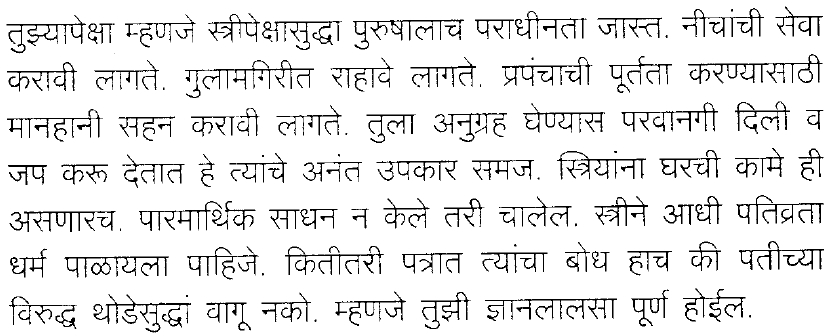 तुझ्यापेक्षा म्हणजे स्त्रीपेक्षासुद्धा पुरुषालाच पराधीनता जास्त. नीचांची सेवा
करावी लागते. गुलामगिरीत राहावे लागते. प्रपंचाची पूर्तता करण्यासाठी
मानहानी सहन करावी लागते. तुला अनुग्रह घेण्यास परवानगी दिली व
जप करू देतात हे त्यांचे अनंत उपकार समज. स्त्रियांना घरची कामे ही
असणारच. पारमार्थिक साधन न केले तरी चालेल. स्त्रीने आधी पतिव्रता
धर्म पाळायला पाहिजे. कितीतरी पत्रात त्यांचा बोध हाच की पतीच्या
विरुद्ध थोडेसुद्धां वागू नको. म्हणजे तुझी ज्ञानलालसा पूर्ण होईल.